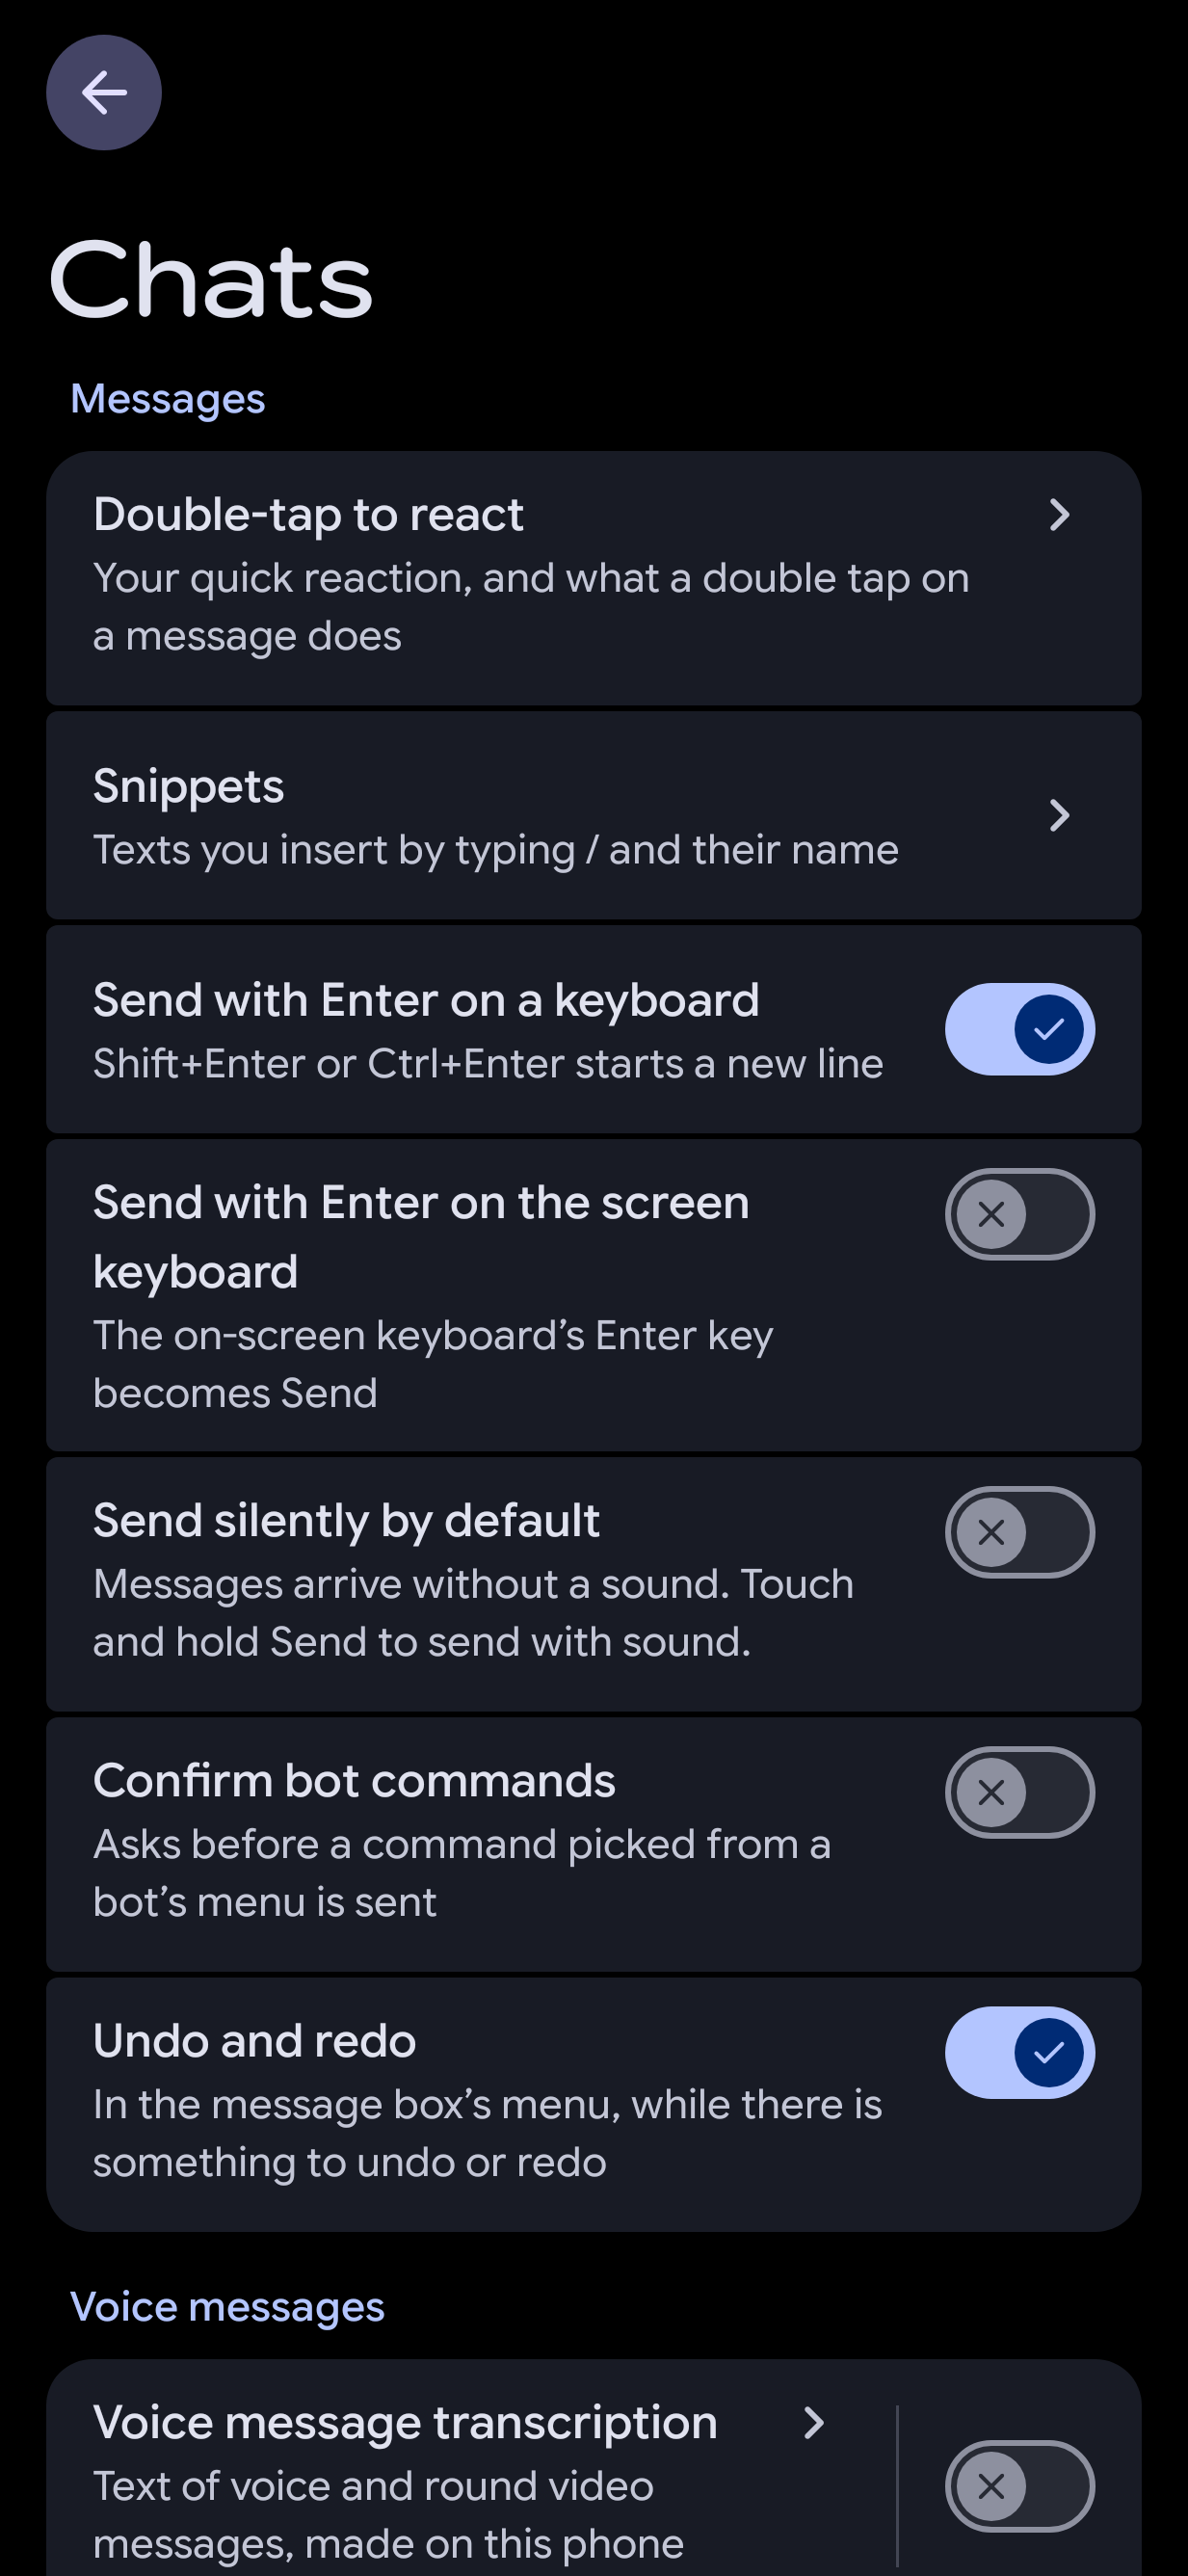 Chats
Messages
Double-tap to react
Your quick reaction, and what a double tap on
a message does
Snippets
Texts you insert by typing / and their name
Send with Enter on a keyboard
Shift+Enter or Ctrl+Enter starts a new line
Send with Enter on the screen
keyboard
The on-screen keyboard’s Enter key
becomes Send
Send silently by default
Messages arrive without a sound. Touch
and hold Send to send with sound.
Confirm bot commands
Asks before a command picked from a
bot’s menu is sent
Undo and redo
In the message box’s menu, while there is
something to undo or redo
Voice messages
Voice message transcription
Text of voice and round video
messages, made on this phone